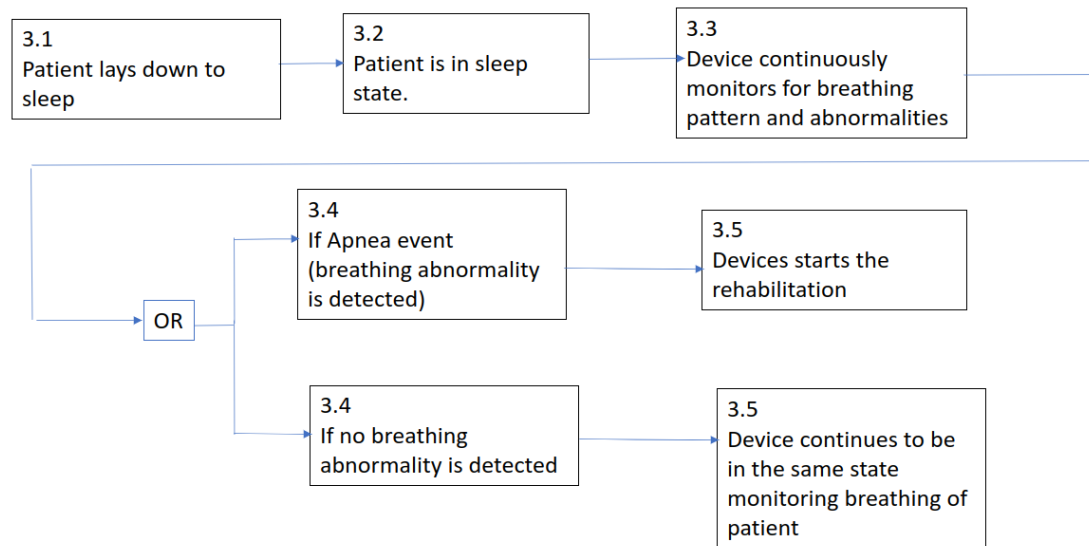 3.1
Patient lays down to
sleep
3.2
Patient is in sleep
state.
3.3
Device continuously
monitors for breathing
pattern and abnormalities
3.4
If Apnea event
(breathing abnormality
is detected)
3.5
Devices starts the
rehabilitation
OR
3.4
If no breathing
abnormality is detected
3.5
Device continues to be
in the same state
monitoring breathing of
patient